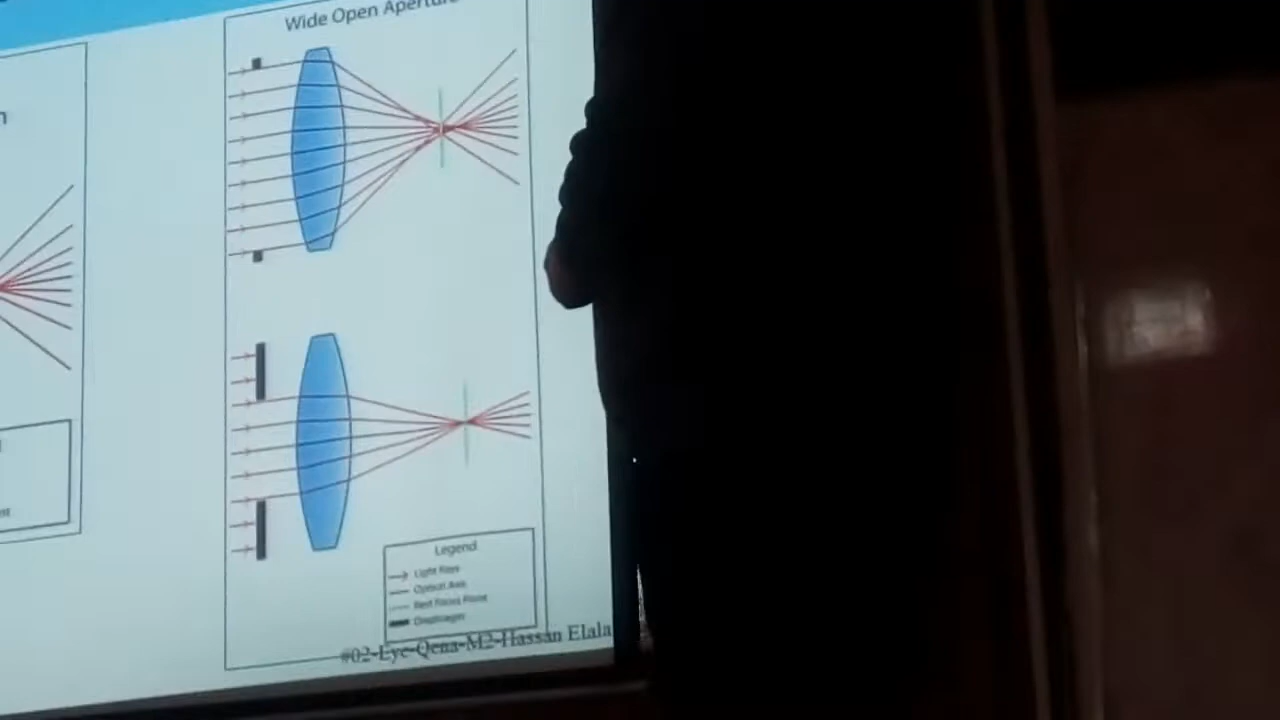 Wide Open Aperture
Legend
Light Rays
Optical Axis
Best Focus Plane
Diaphragm
#02-Eye-Qena-M2-Hassan Elala